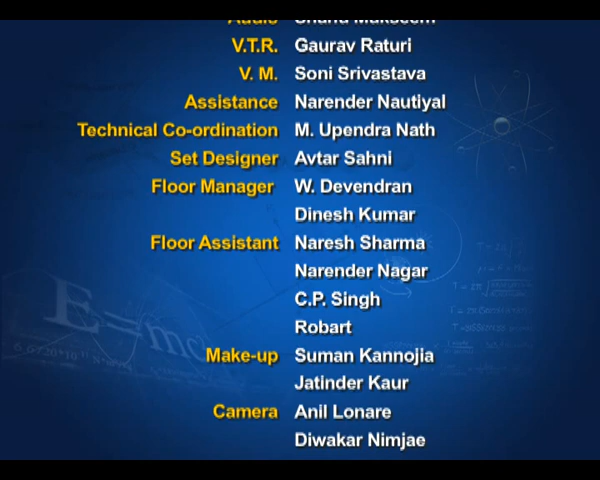 V.T.R. Gaurav Raturi
V. M. Soni Srivastava
Assistance Narender Nautiyal
Technical Co-ordination M. Upendra Nath
Set Designer Avtar Sahni
Floor Manager W. Devendran
Dinesh Kumar
Floor Assistant Naresh Sharma
Narender Nagar
C.P. Singh
Robart
Make-up Suman Kannojia
Jatinder Kaur
Camera Anil Lonare
Diwakar Nimjae
E=mc